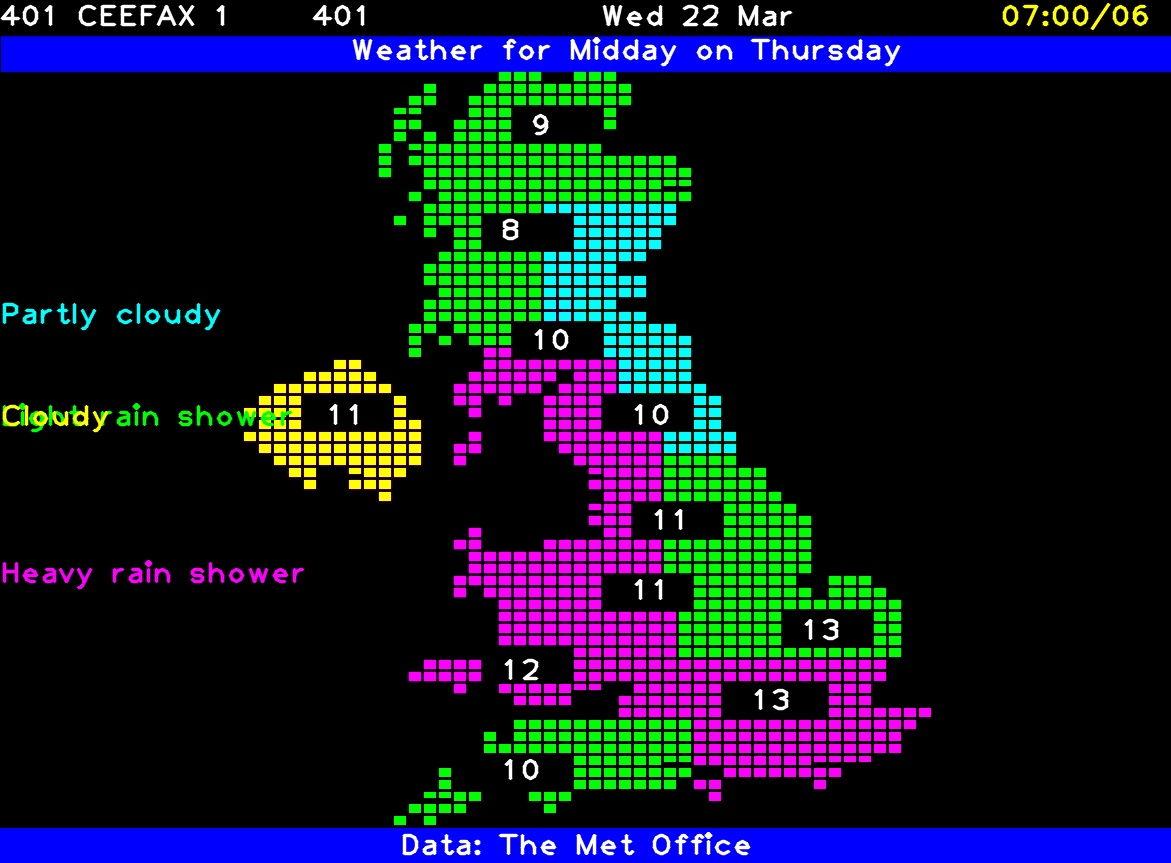 401 CEEFAX 1 401 Wed 22 Mar 07:00/06
Weather for Midday on Thursday
9
8
Partly cloudy
10
Cloudy
Light rain shower
11
10
11
Heavy rain shower
11
13
12
13
10
Data: The Met Office